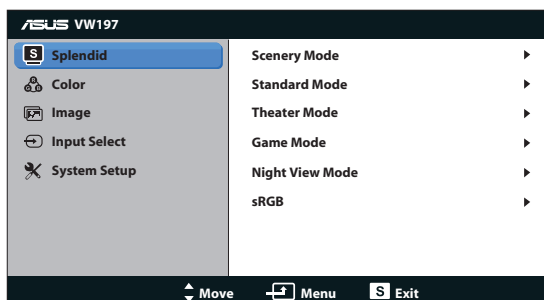 ASUS VW197
S Splendid
Color
Image
Input Select
System Setup
Scenery Mode
Standard Mode
Theater Mode
Game Mode
Night View Mode
sRGB
Move Menu S Exit